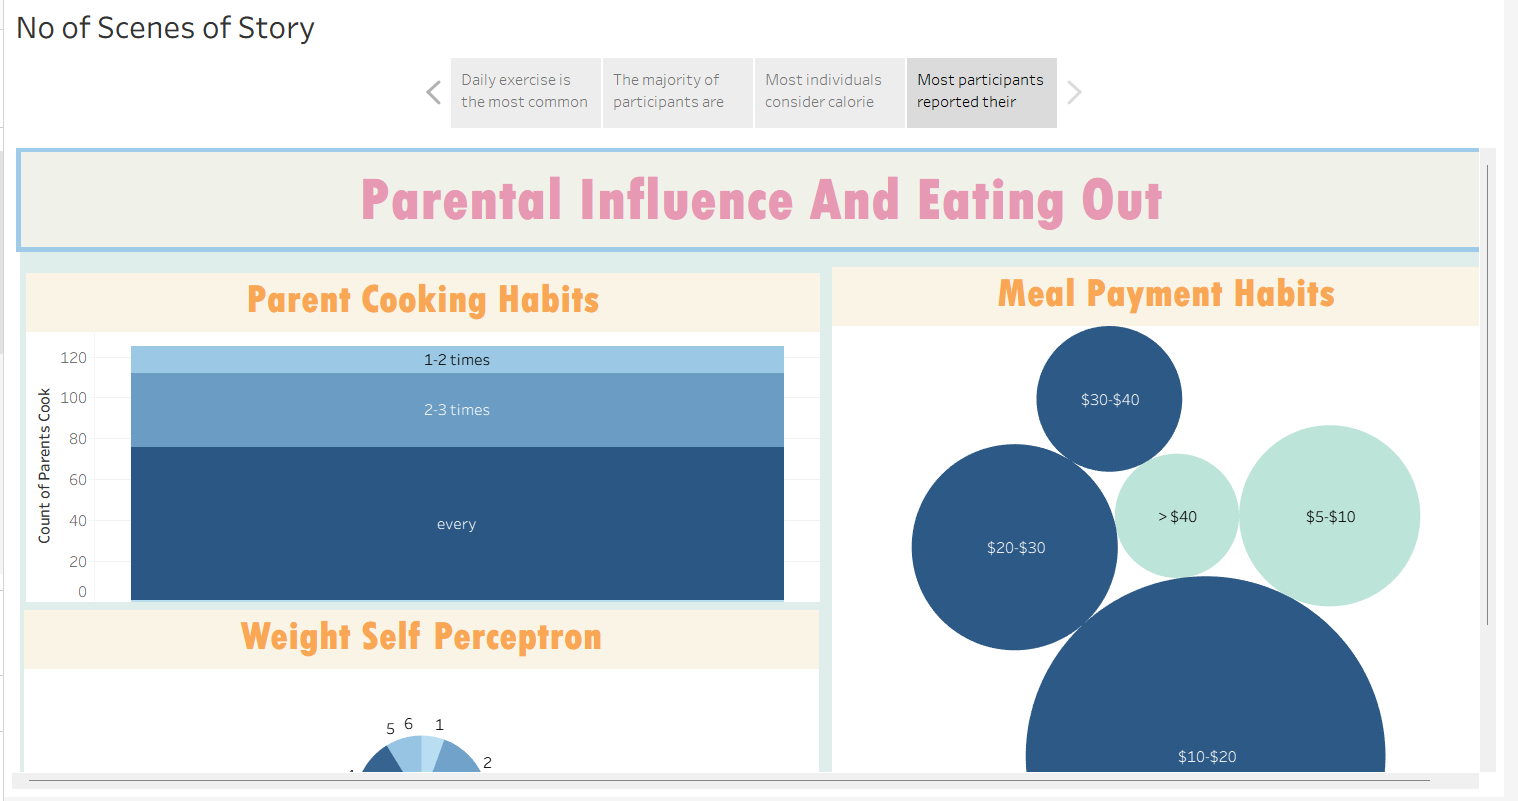 No of Scenes of Story
Daily exercise is
the most common
The majority of
participants are
Most individuals
consider calorie
Most participants
reported their
Parental Influence And Eating Out
Parent Cooking Habits
Count of Parents Cook
120
100
80
60
40
20
0
1-2 times
2-3 times
every
Meal Payment Habits
$30-$40
$20-$30
> $40
$5-$10
$10-$20
Weight Self Perceptron
5
6
1
2